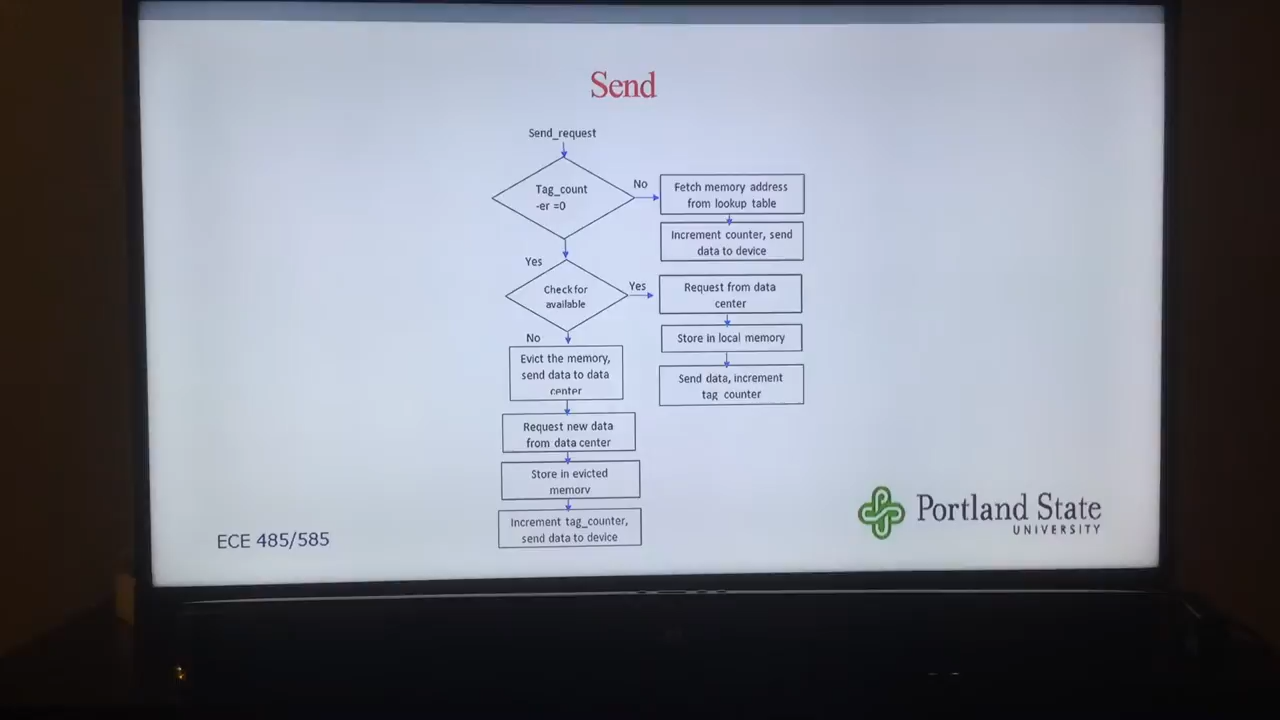 Send
Send_request
Tag_count
-er =0
No
Fetch memory address
from lookup table
Increment counter, send
data to device
Yes
Check for
available
Yes
Request from data
center
Store in local memory
Send data, increment
tag_counter
No
Evict the memory,
send data to data
center
Request new data
from data center
Store in evicted
memory
Increment tag_counter,
send data to device
ECE 485/585
Portland State
UNIVERSITY